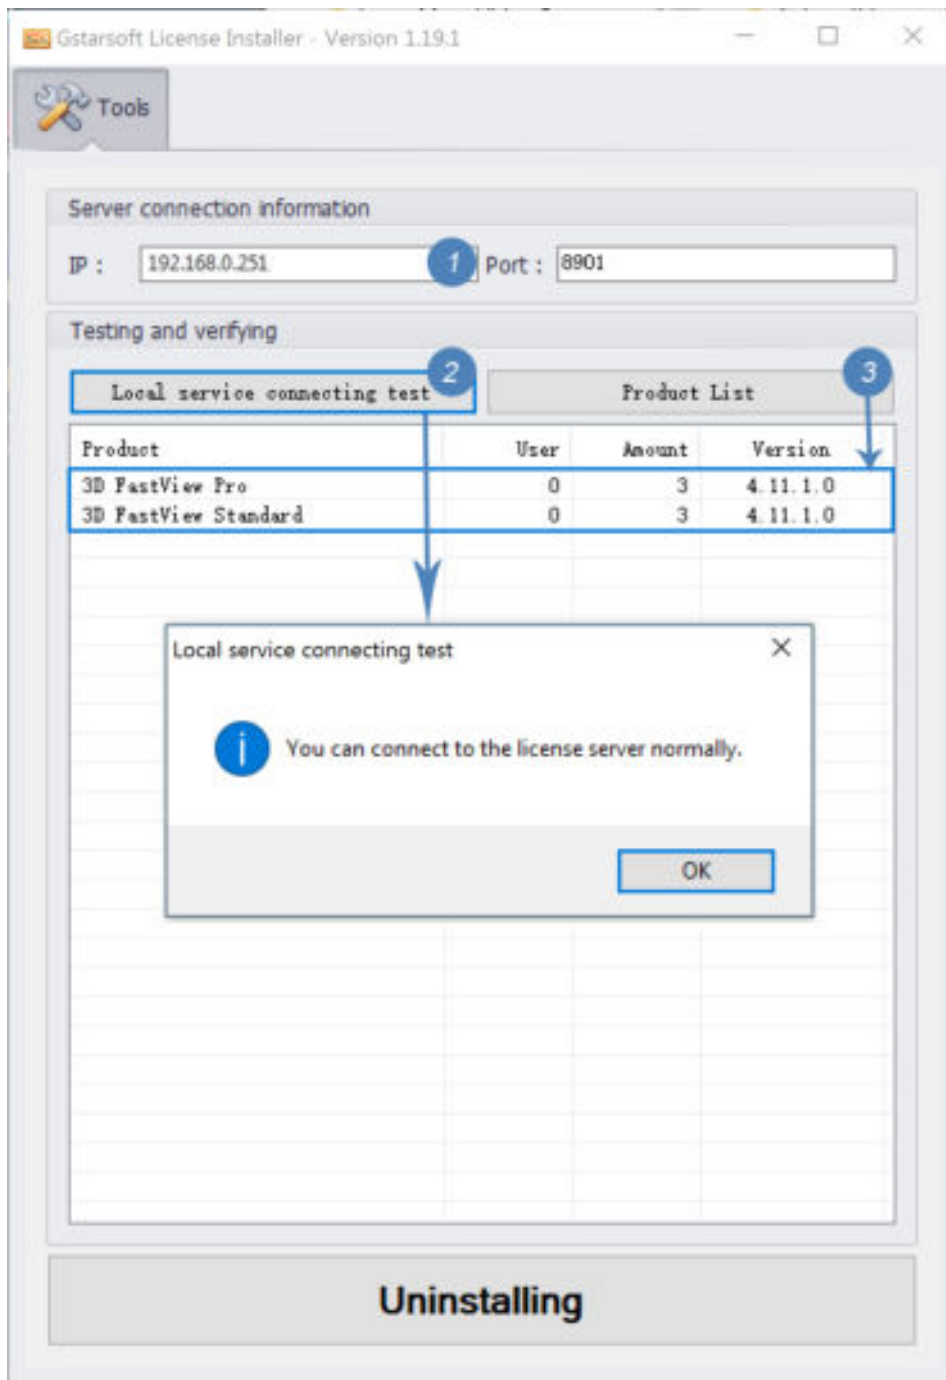 Gstarsoft License Installer - Version 1.19.1
Tools
Server connection information
IP : 192.168.0.251 1 Port : 8901
Testing and verifying
Local service connecting test 2 Product List 3
Product User Amount Version
3D FastView Pro 0 3 4.11.1.0
3D FastView Standard 0 3 4.11.1.0
Local service connecting test
You can connect to the license server normally.
OK
Uninstalling